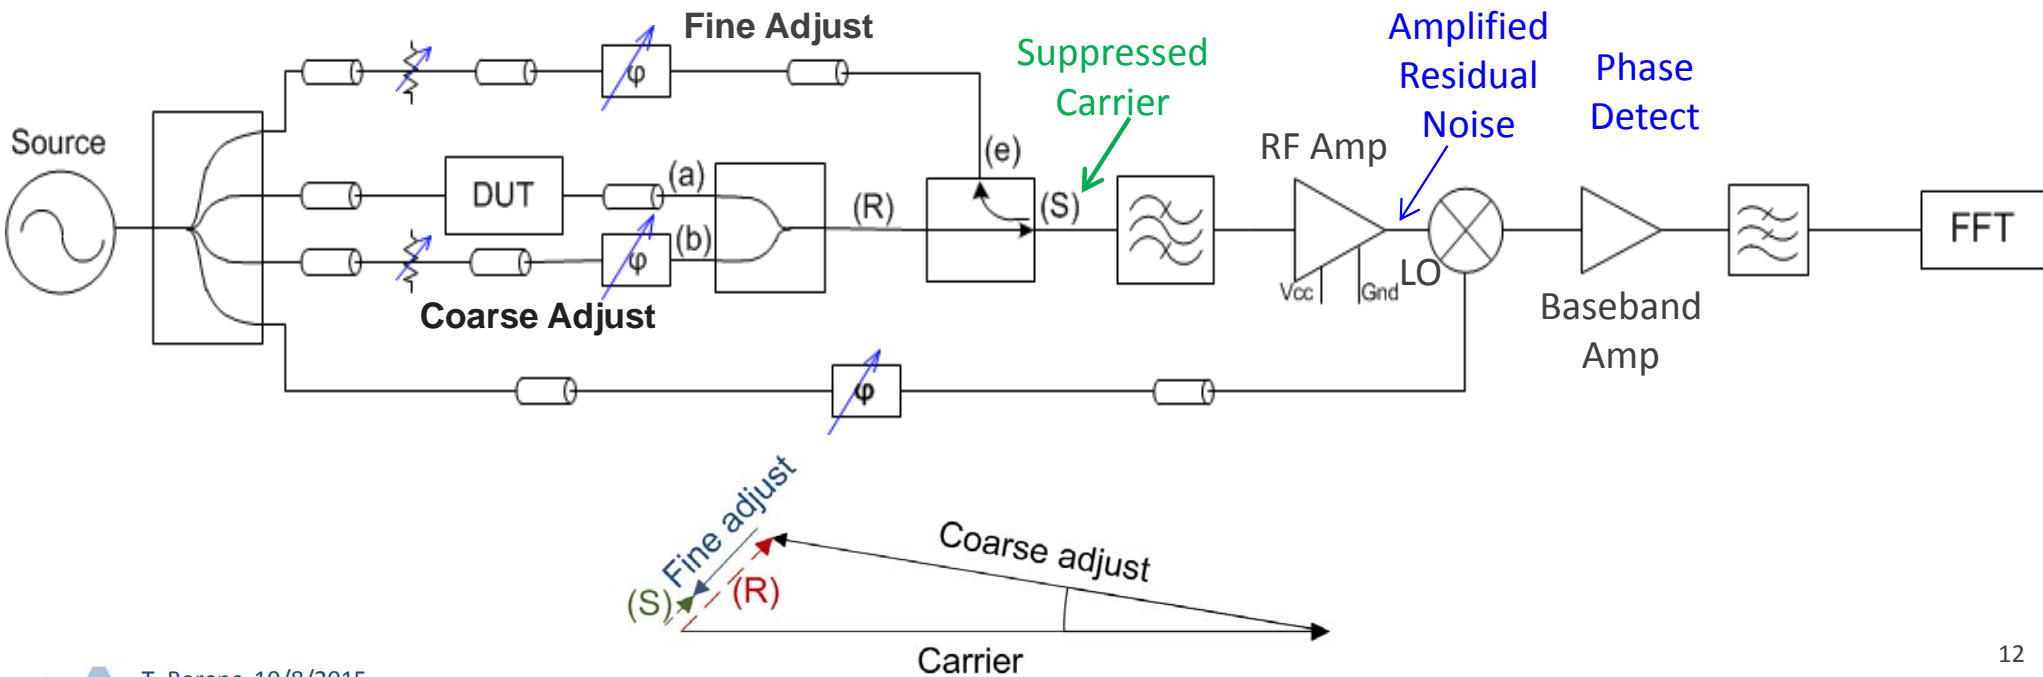 Fine Adjust
Suppressed
Carrier
Amplified
Residual
Noise
Phase
Detect
Source
φ
(e)
RF Amp
DUT
(a)
(R)
(S)
(b)
φ
FFT
LO
Vcc
Gnd
Coarse Adjust
Baseband
Amp
φ
Fine adjust
Coarse adjust
(S)
(R)
Carrier
12